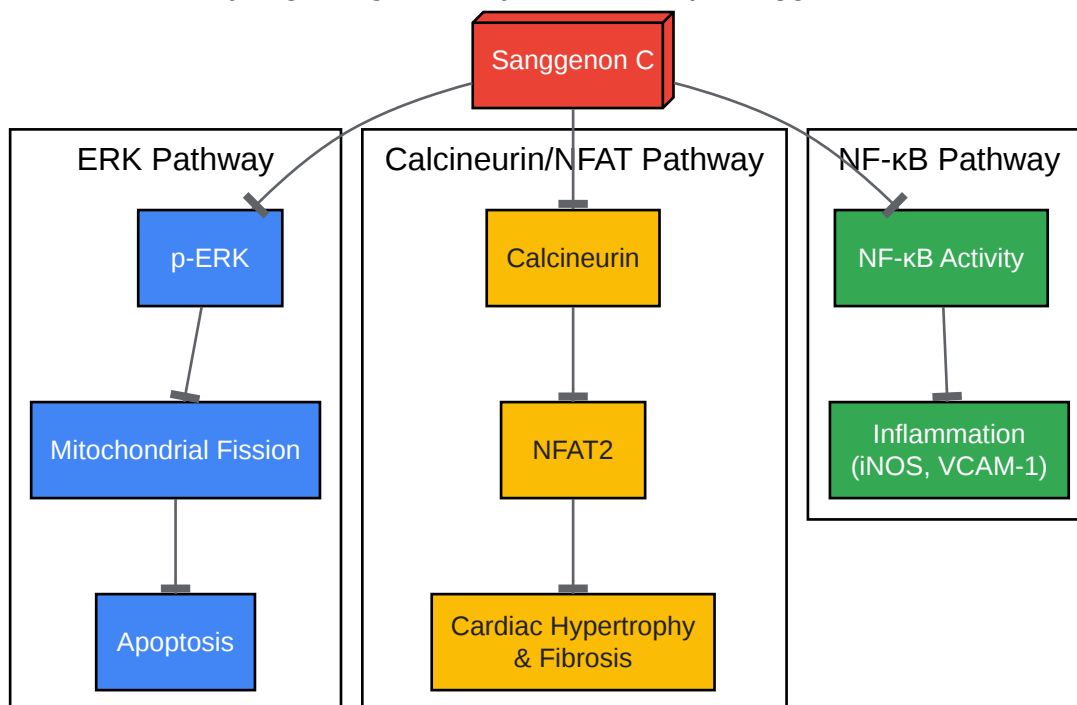 Sanggenon C
ERK Pathway
Calcineurin/NFAT Pathway
NF-κB Pathway
p-ERK
Calcineurin
NF-κB Activity
Mitochondrial Fission
NFAT2
Inflammation
(iNOS, VCAM-1)
Apoptosis
Cardiac Hypertrophy
& Fibrosis